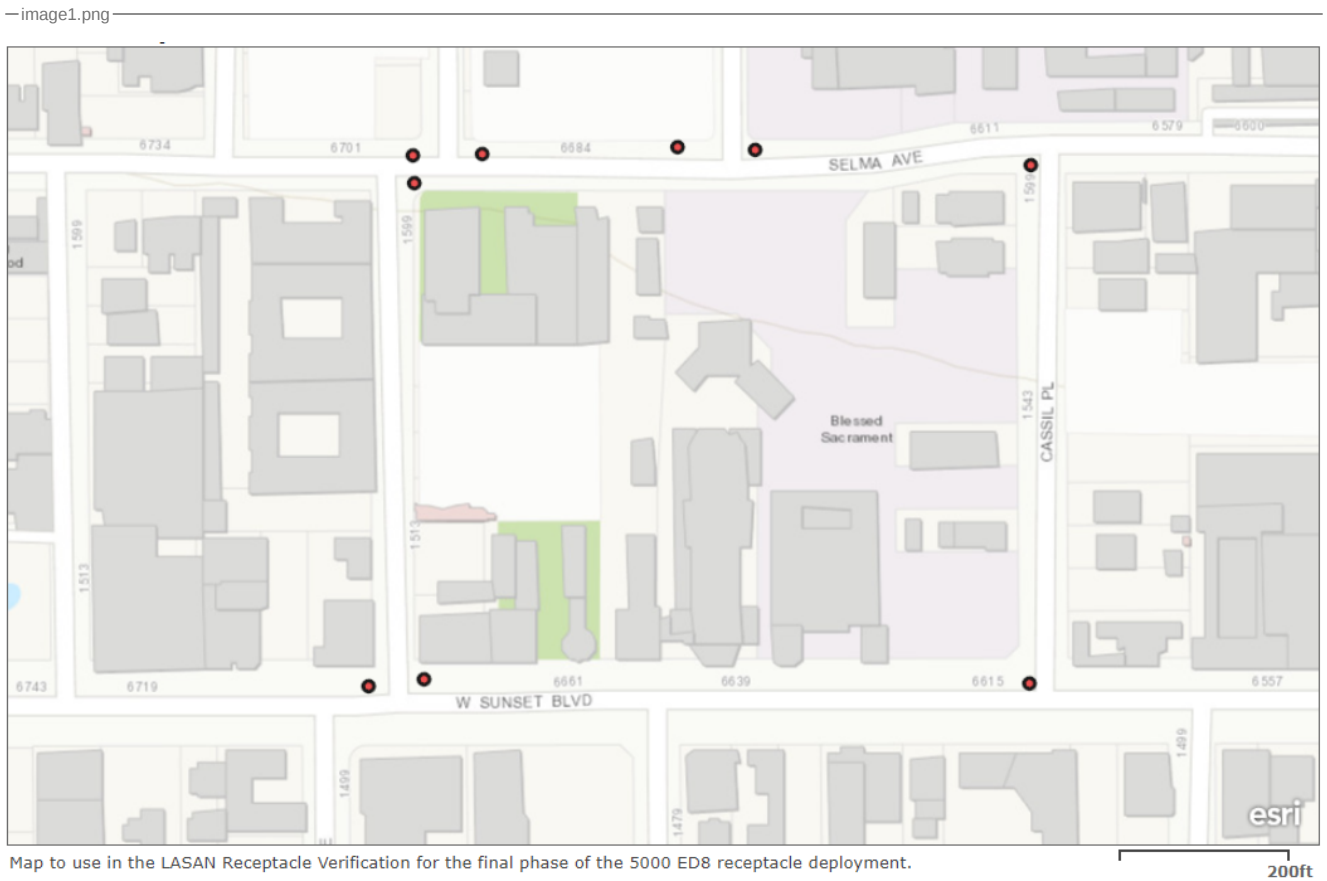 image1.png
6734
6701
6684
6611
6579
6600
SELMA AVE
1599
1599
1599
od
1543
CASSIL PL
Blessed
Sacrament
1513
1513
6743
6719
6661
6639
6615
6557
W SUNSET BLVD
1499
1499
1479
esri
Map to use in the LASAN Receptacle Verification for the final phase of the 5000 ED8 receptacle deployment.
200ft